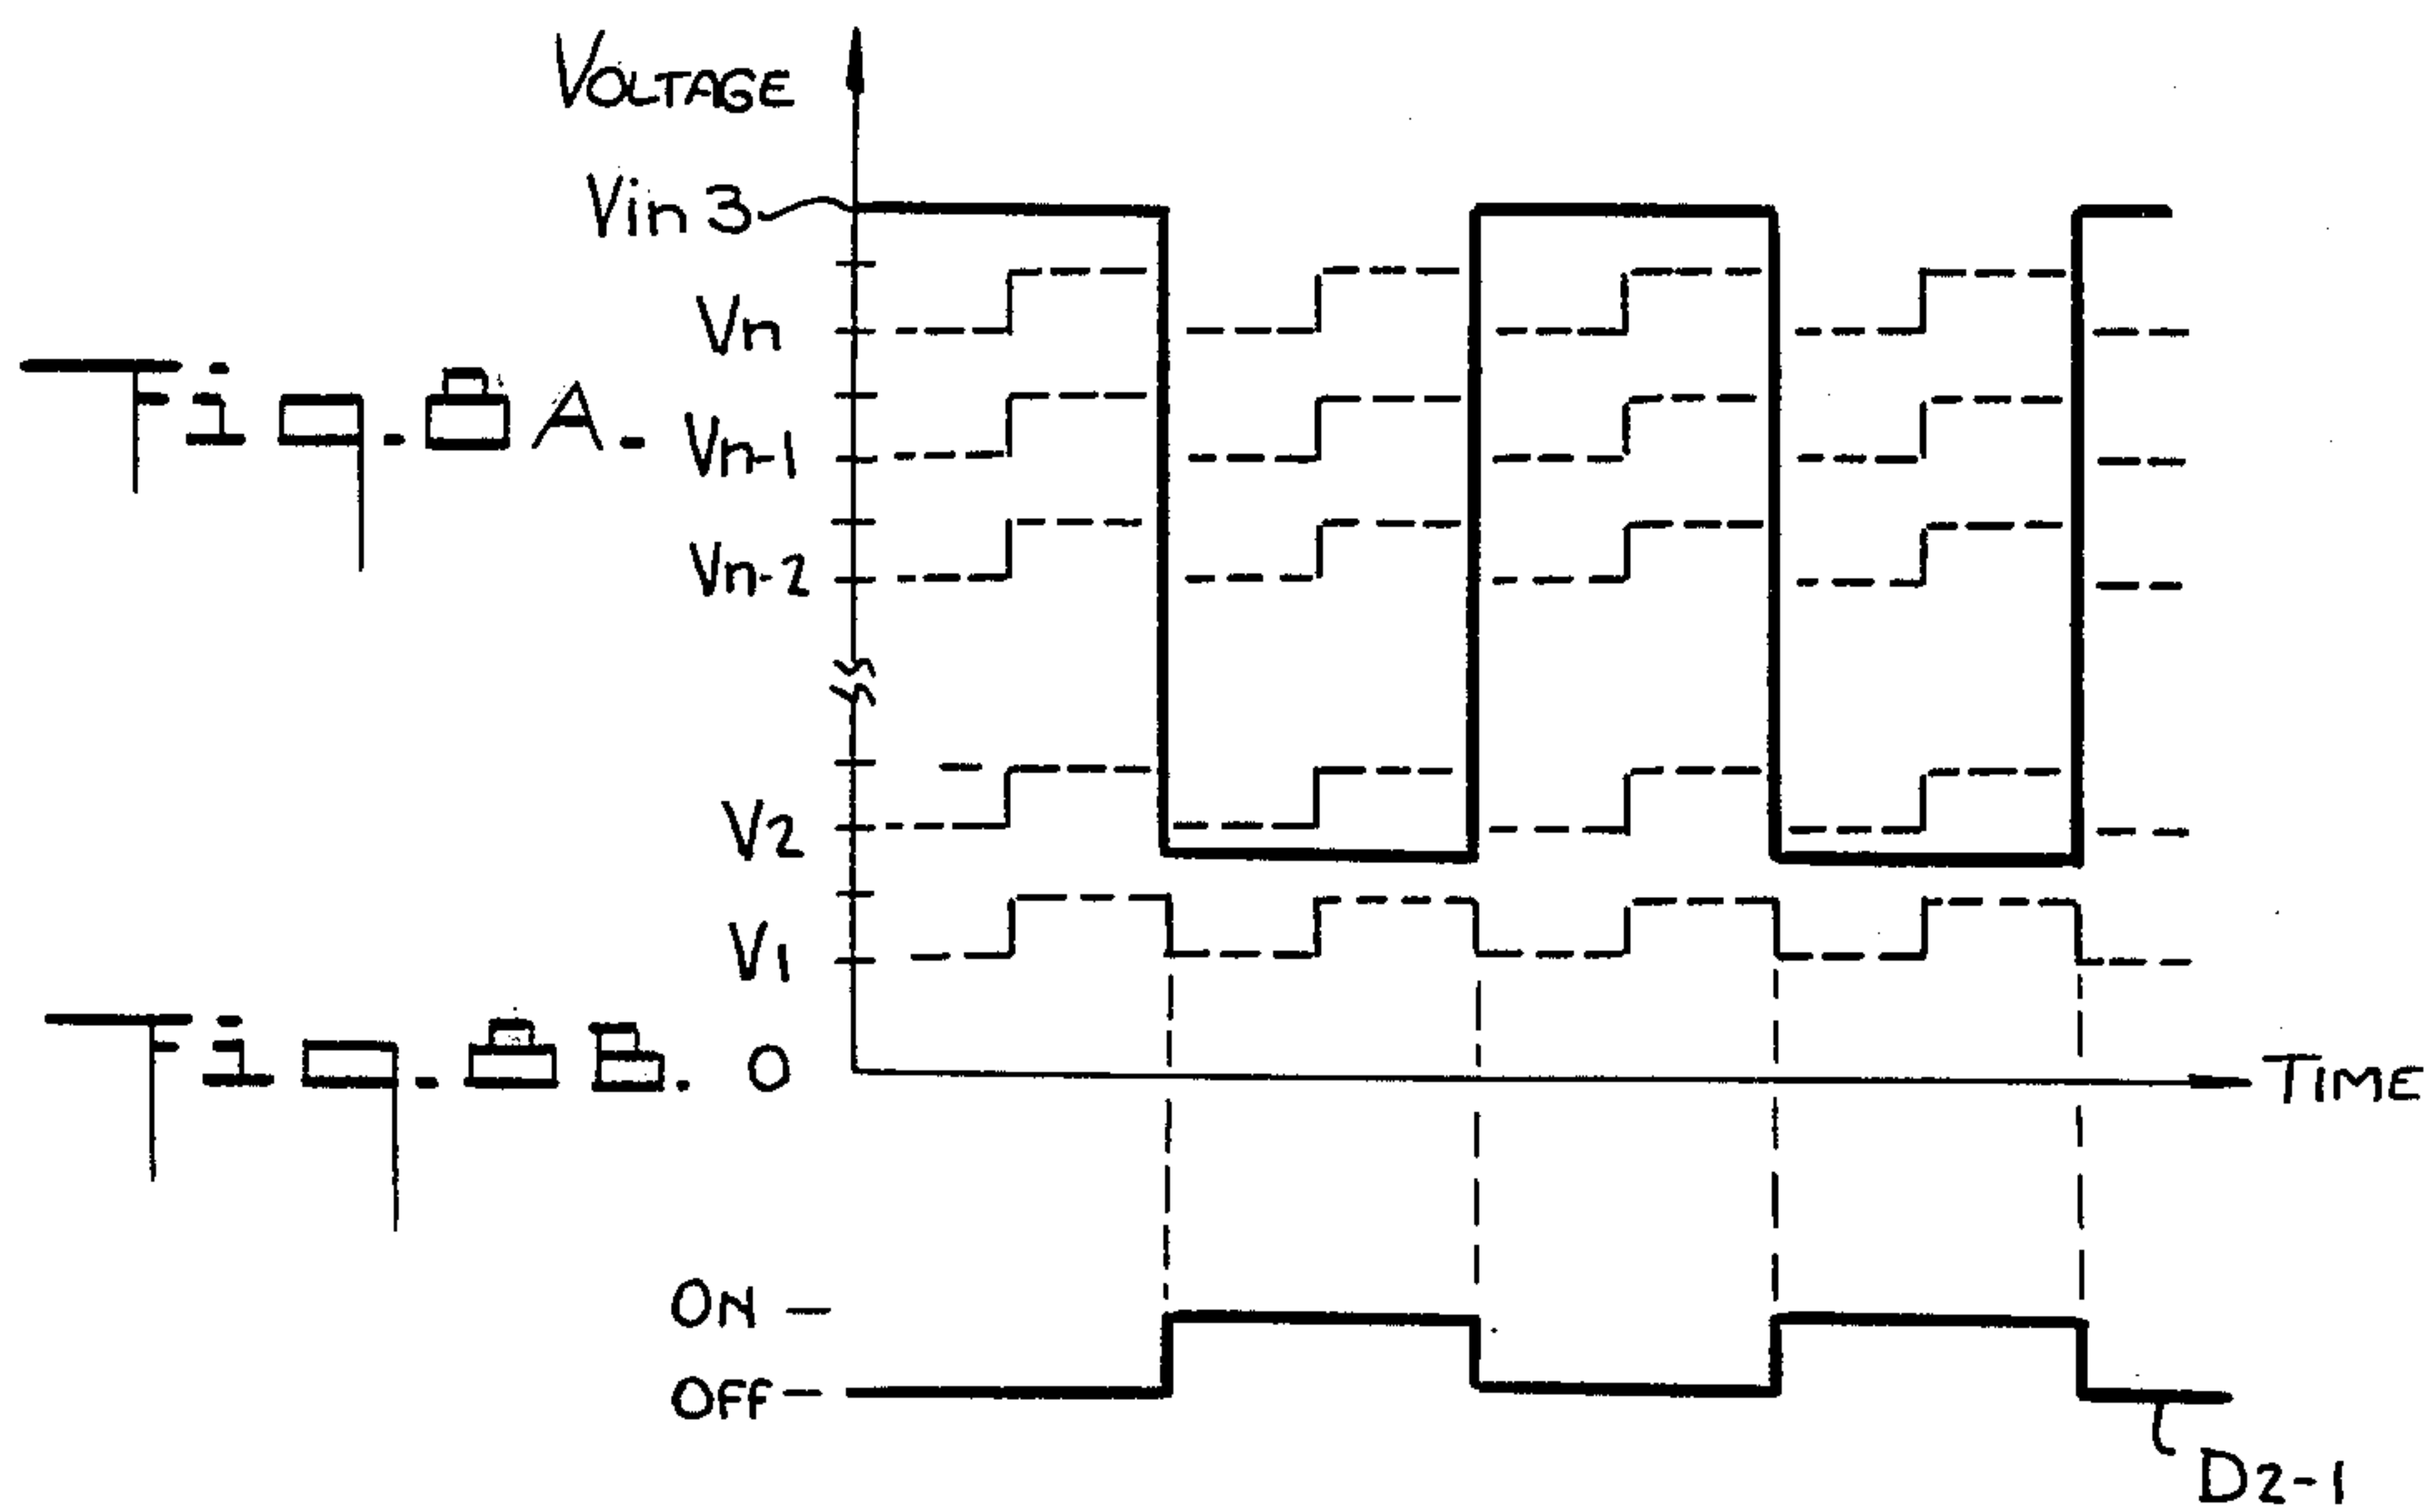 VOLTAGE
Vin 3
Vn
Fig. 8A.
Vn-1
Vn-2
V2
V1
Fig. 8B.
0
TIME
ON
OFF
D2-1